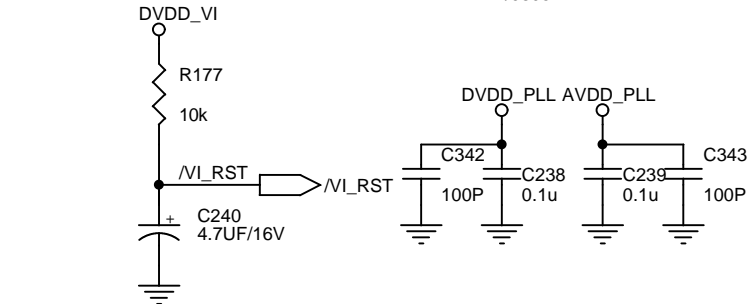 DVDD_VI
R177
10k
DVDD_PLL AVDD_PLL
C342
C343
/VI_RST
/VI_RST
C238
C239
100P
0.1u
0.1u
100P
+
C240
4.7UF/16V